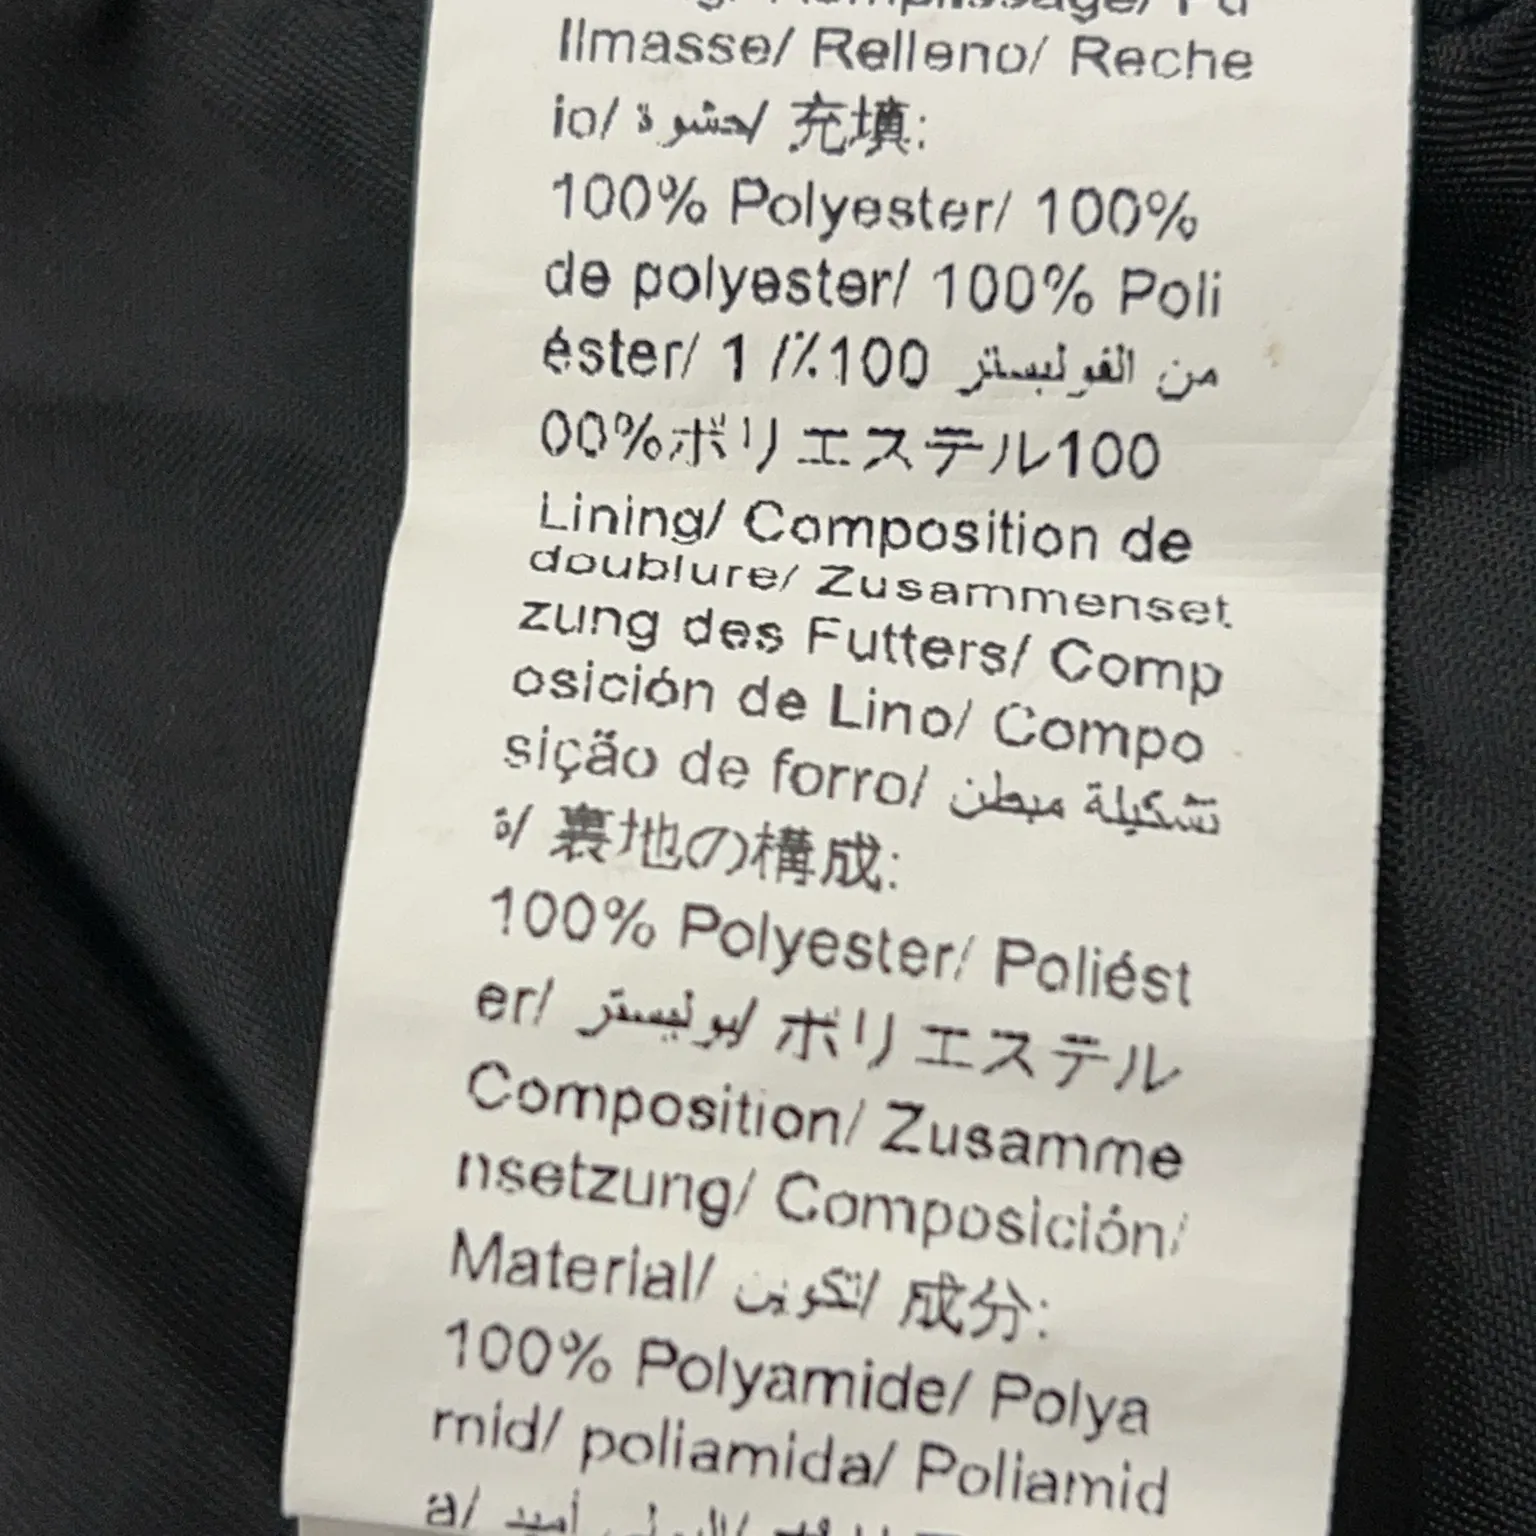 llmasse/ Relleno/ Reche
io/ حشوة/ 充填:
100% Polyester/ 100%
de polyester/ 100% Poli
éster/ 1 /٪100 من الفوليستر
00%ポリエステル100
Lining/ Composition de
doublure/ Zusammenset
zung des Futters/ Comp
osición de Lino/ Compo
sição de forro/ تشكيلة مبطن
ة/ 裏地の構成:
100% Polyester/ Poliést
er/ بوليستر/ ポリエステル
Composition/ Zusamme
nsetzung/ Composición/
Material/ تكوين/ 成分:
100% Polyamide/ Polya
mid/ poliamida/ Poliamid
a/